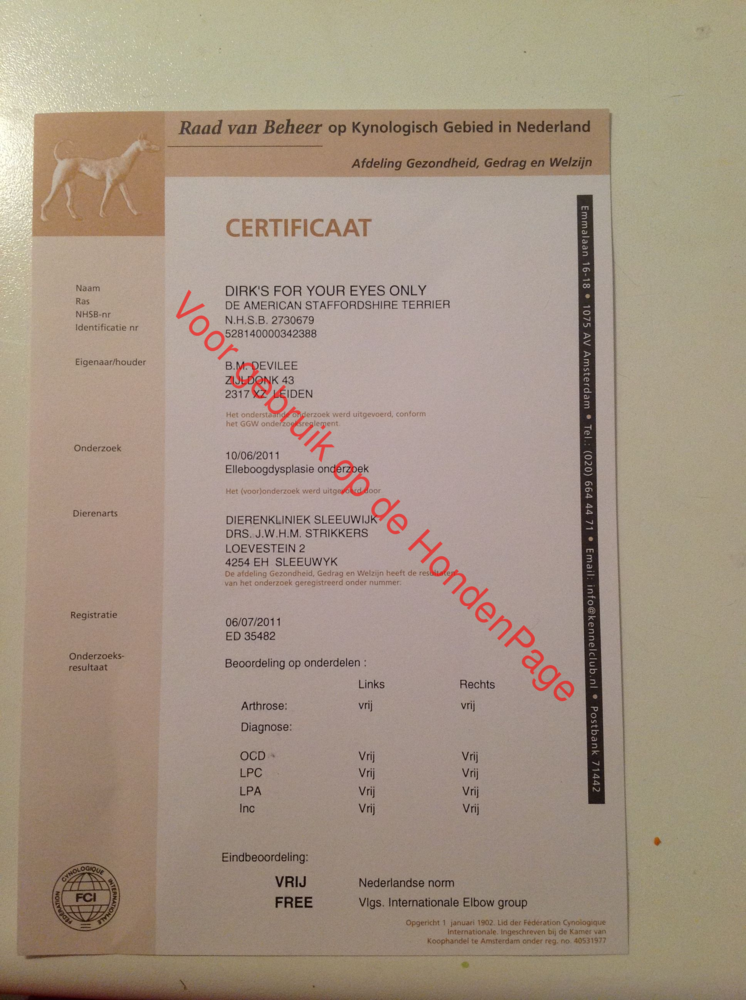 Raad van Beheer op Kynologisch Gebied in Nederland
Afdeling Gezondheid, Gedrag en Welzijn
CERTIFICAAT
Naam DIRK'S FOR YOUR EYES ONLY
Ras DE AMERICAN STAFFORDSHIRE TERRIER
NHSB-nr N.H.S.B. 2730679
Identificatie nr 528140000342388
Eigenaar/houder B.M. DEVILEE
ZIJLDONK 43
2317 XZ LEIDEN
Het onderstaande onderzoek werd uitgevoerd, conform
het GGW onderzoeksreglement.
Onderzoek 10/06/2011
Elleboogdysplasie onderzoek
Het (voor)onderzoek werd uitgevoerd door
Dierenarts DIERENKLINIEK SLEEUWIJK
DRS. J.W.H.M. STRIKKERS
LOEVESTEIN 2
4254 EH SLEEUWYK
De afdeling Gezondheid, Gedrag en Welzijn heeft de resultaten
van het onderzoek geregistreerd onder nummer:
Registratie 06/07/2011
ED 35482
Onderzoeks-
resultaat
Beoordeling op onderdelen :
Links Rechts
Arthrose: vrij vrij
Diagnose:
OCD Vrij Vrij
LPC Vrij Vrij
LPA Vrij Vrij
Inc Vrij Vrij
Eindbeoordeling:
VRIJ Nederlandse norm
FREE Vlgs. Internationale Elbow group
Opgericht 1 januari 1902. Lid der Fédération Cynologique
Internationale. Ingeschreven bij de Kamer van
Koophandel te Amsterdam onder reg. no. 40531977
Emmalaan 16-18 • 1075 AV Amsterdam • Tel.: (020) 664 44 71 • Email: info@kennelclub.nl • Postbank 71442
FEDERATION CYNOLOGIQUE INTERNATIONALE
FCI
Voor gebruik op de HondenPage